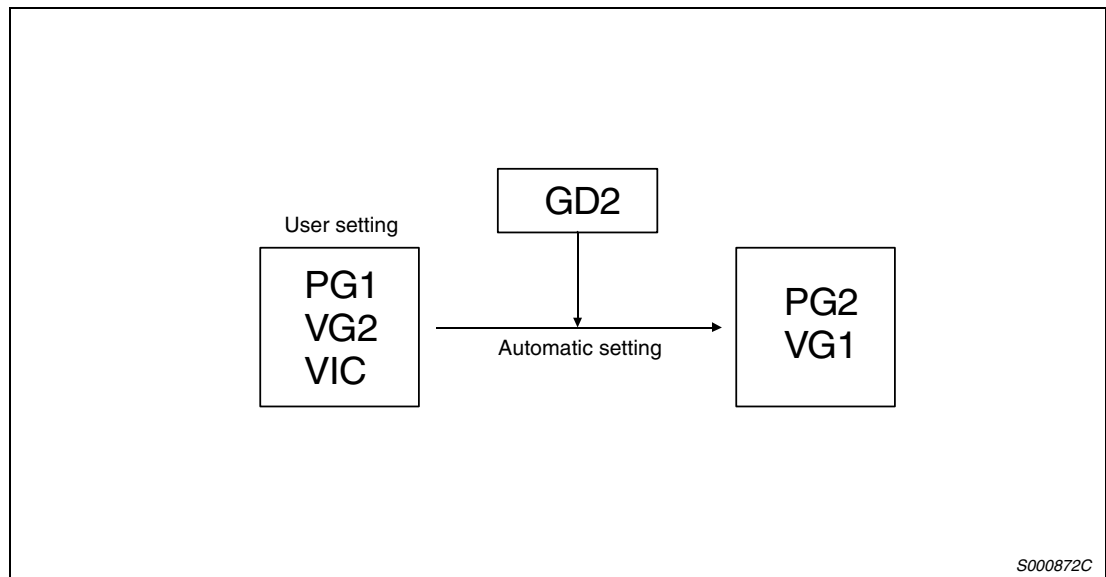 GD2
User setting
PG1
VG2
VIC
Automatic setting
PG2
VG1
S000872C